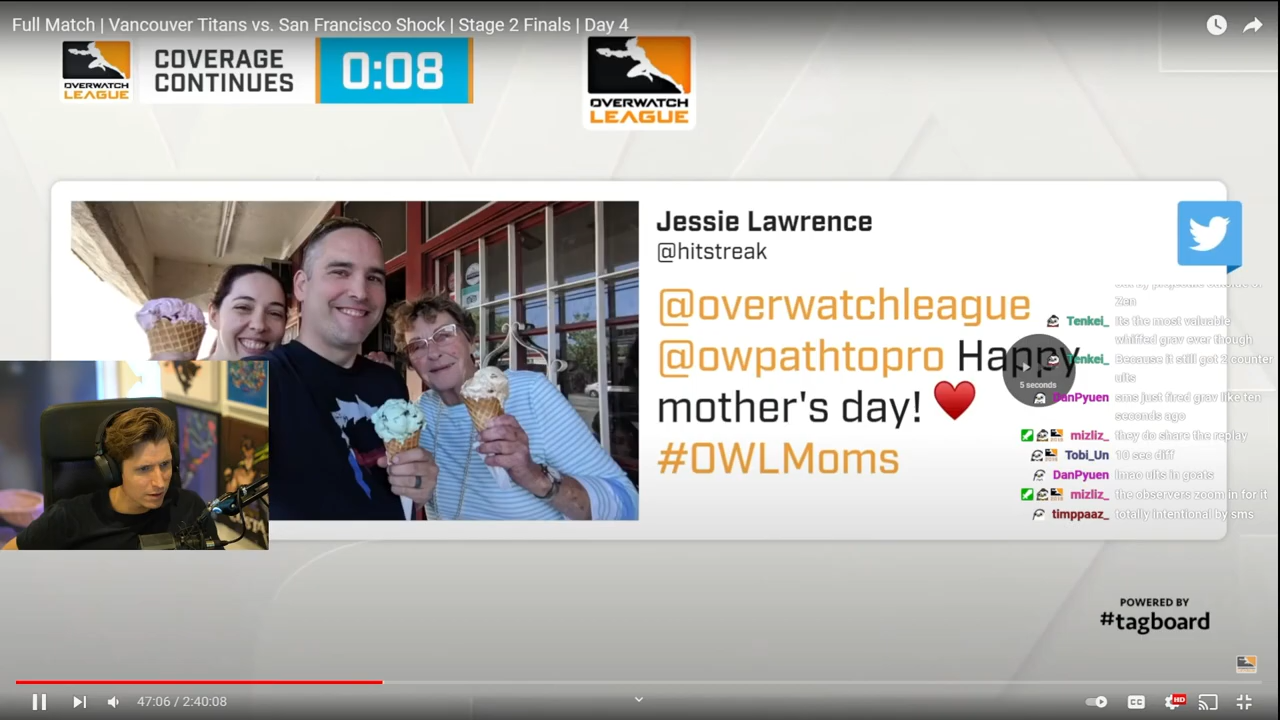 Full Match | Vancouver Titans vs. San Francisco Shock | Stage 2 Finals | Day 4
COVERAGE
CONTINUES
0:08
OVERWATCH
LEAGUE
OVERWATCH
LEAGUE
Jessie Lawrence
@hitstreak
@overwatchleague
@owpathtopro Happy
mother's day! ♥
#OWLMoms
5 seconds
Zen
Tenkei_ Its the most valuable
whiffed grav ever though
Tenkei_ Because it still got 2 counter
ults
DanPyuen sms just fired grav like ten
seconds ago
mizliz_ they do share the replay
Tobi_Un 10 sec diff
DanPyuen lmao ults in goats
mizliz_ the observers zoom in for it
timppaaz_ totally intentional by sms
POWERED BY
#tagboard
47:06 / 2:40:08
CC
HD